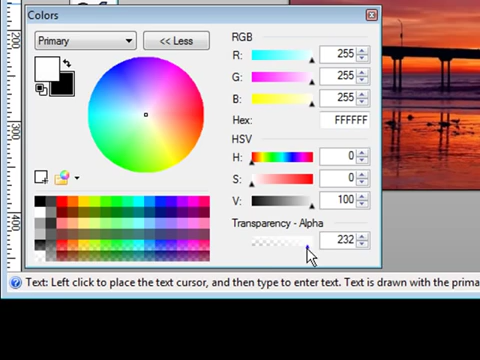 Colors
Primary
<< Less
RGB
R: 255
G: 255
B: 255
Hex: FFFFFF
HSV
H: 0
S: 0
V: 100
Transparency - Alpha
232
200
300
400
Text: Left click to place the text cursor, and then type to enter text. Text is drawn with the prima